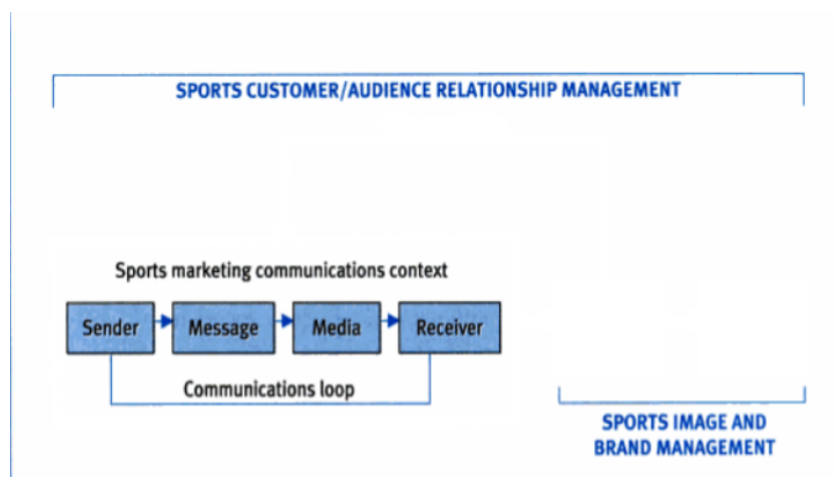 SPORTS CUSTOMER/AUDIENCE RELATIONSHIP MANAGEMENT
Sports marketing communications context
Sender
Message
Media
Receiver
Communications loop
SPORTS IMAGE AND
BRAND MANAGEMENT